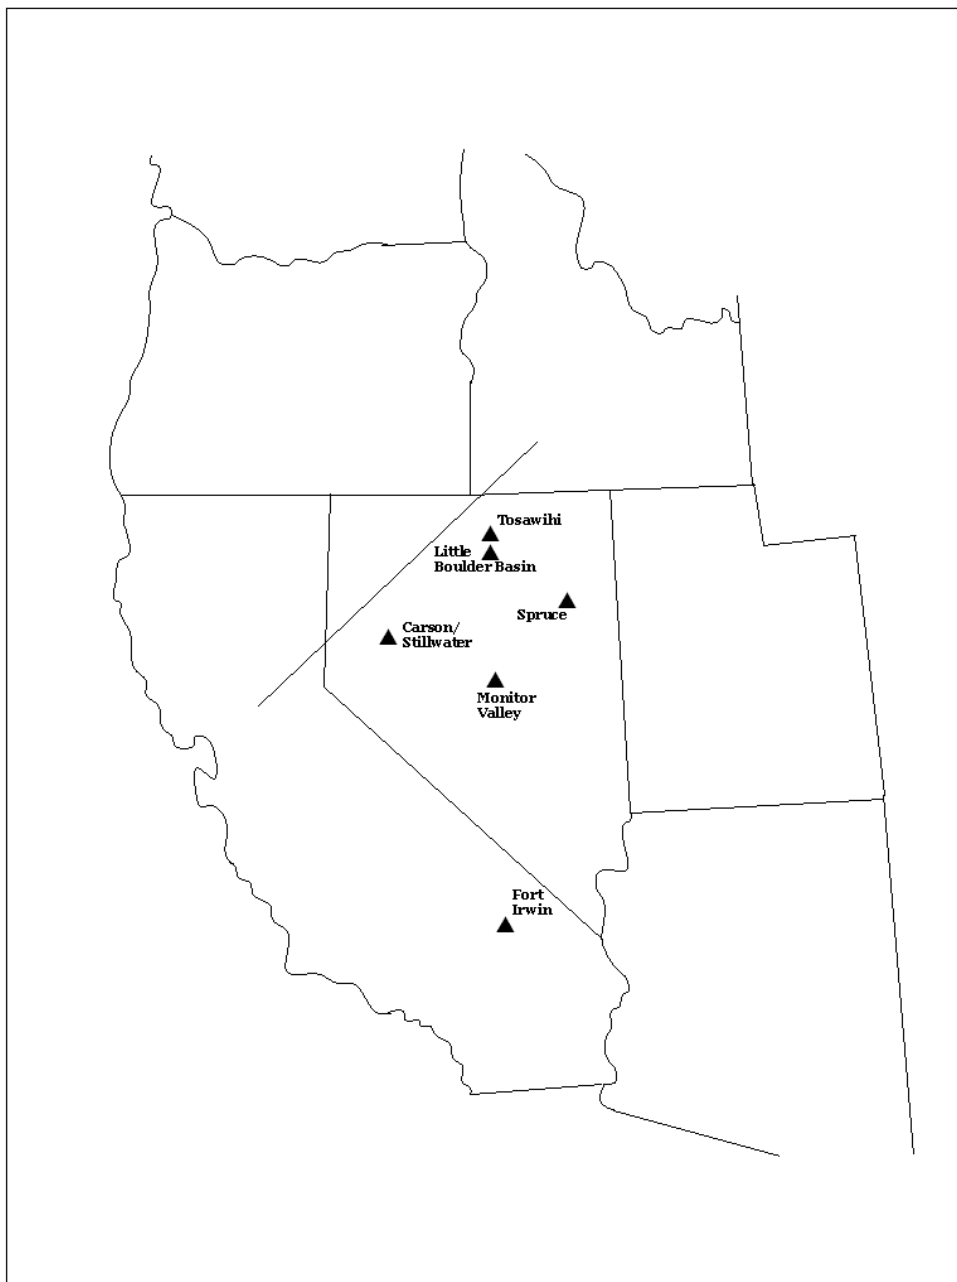 Tosawihi
Little
Boulder Basin
Spruce
Carson/
Stillwater
Monitor
Valley
Fort
Irwin